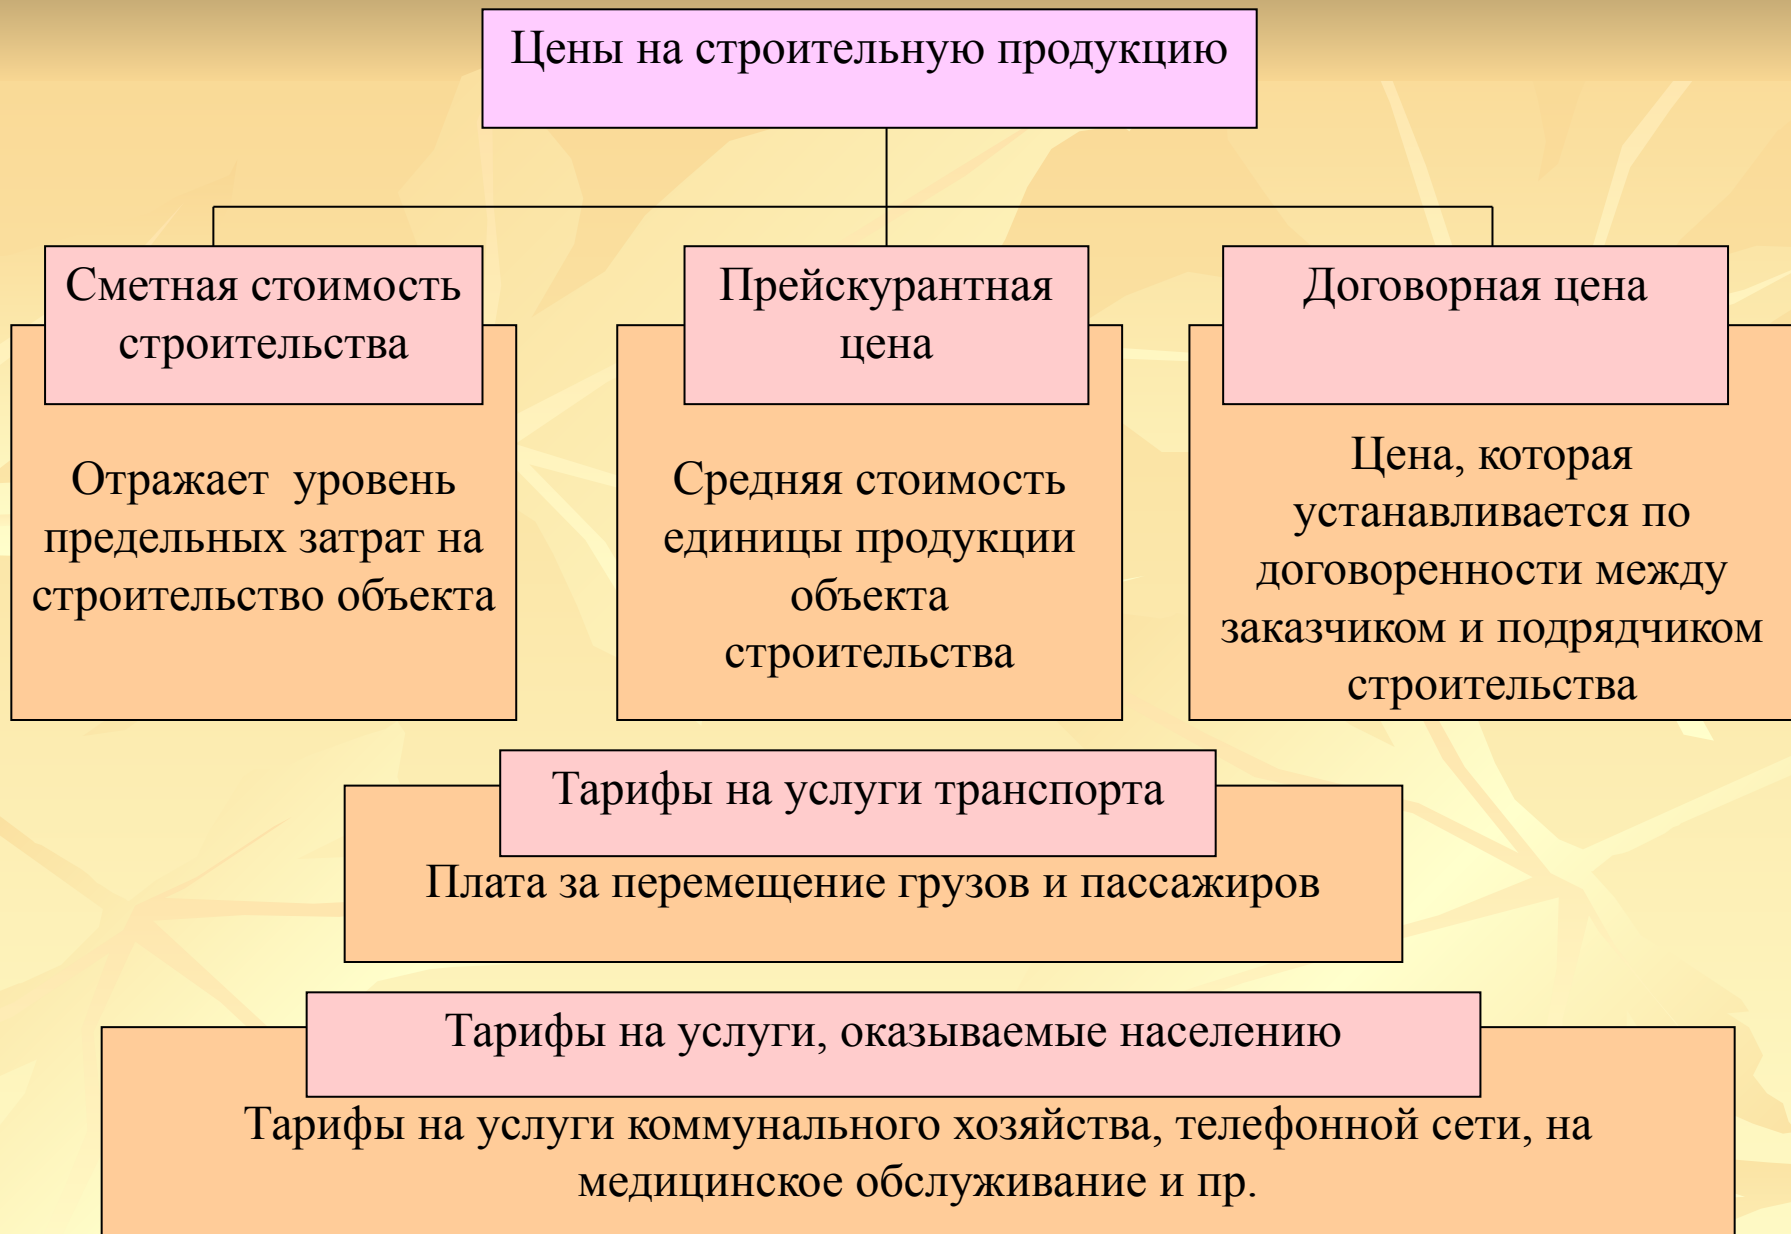 Цены на строительную продукцию
Сметная стоимость
строительства
Отражает уровень
предельных затрат на
строительство объекта
Прейскурантная
цена
Средняя стоимость
единицы продукции
объекта
строительства
Договорная цена
Цена, которая
устанавливается по
договоренности между
заказчиком и подрядчиком
строительства
Тарифы на услуги транспорта
Плата за перемещение грузов и пассажиров
Тарифы на услуги, оказываемые населению
Тарифы на услуги коммунального хозяйства, телефонной сети, на
медицинское обслуживание и пр.